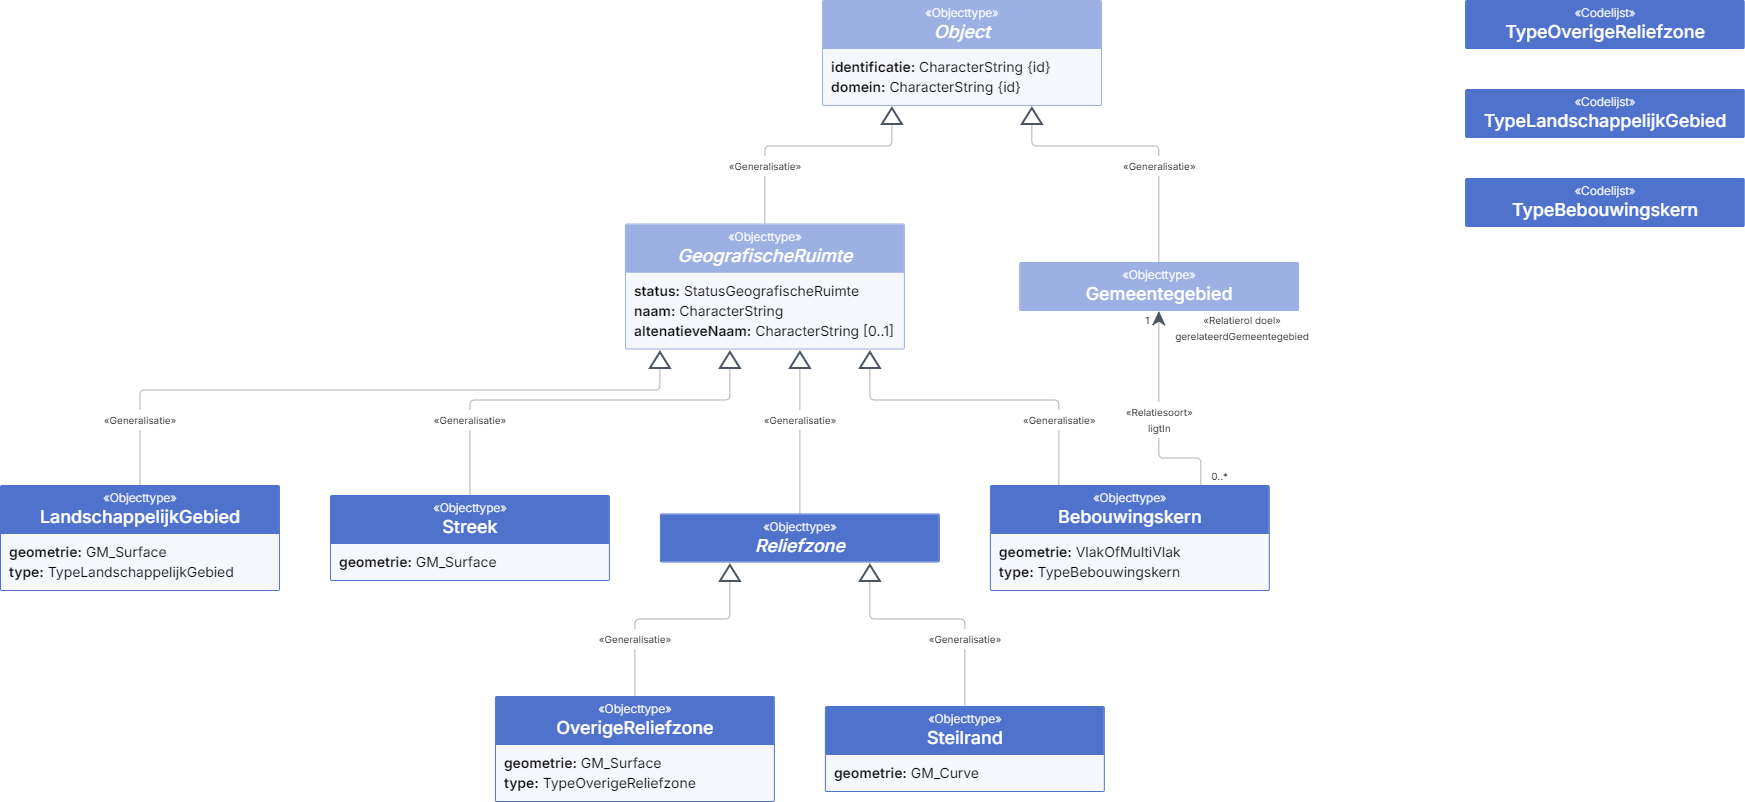 «Objecttype»
Object
identificatie: CharacterString {id}
domein: CharacterString {id}
«Codelijst»
TypeOverigeReliefzone
«Codelijst»
TypeLandschappelijkGebied
«Codelijst»
TypeBebouwingskern
«Generalisatie»
«Generalisatie»
«Objecttype»
GeografischeRuimte
status: StatusGeografischeRuimte
naam: CharacterString
altenatieveNaam: CharacterString [0..1]
«Objecttype»
Gemeentegebied
1
«Relatierol doel»
gerelateerdGemeentegebied
«Generalisatie»
«Generalisatie»
«Generalisatie»
«Generalisatie»
«Relatiesoort»
ligtIn
0..*
«Objecttype»
LandschappelijkGebied
geometrie: GM_Surface
type: TypeLandschappelijkGebied
«Objecttype»
Streek
geometrie: GM_Surface
«Objecttype»
Reliefzone
«Objecttype»
Bebouwingskern
geometrie: VlakOfMultiVlak
type: TypeBebouwingskern
«Generalisatie»
«Generalisatie»
«Objecttype»
OverigeReliefzone
geometrie: GM_Surface
type: TypeOverigeReliefzone
«Objecttype»
Steilrand
geometrie: GM_Curve